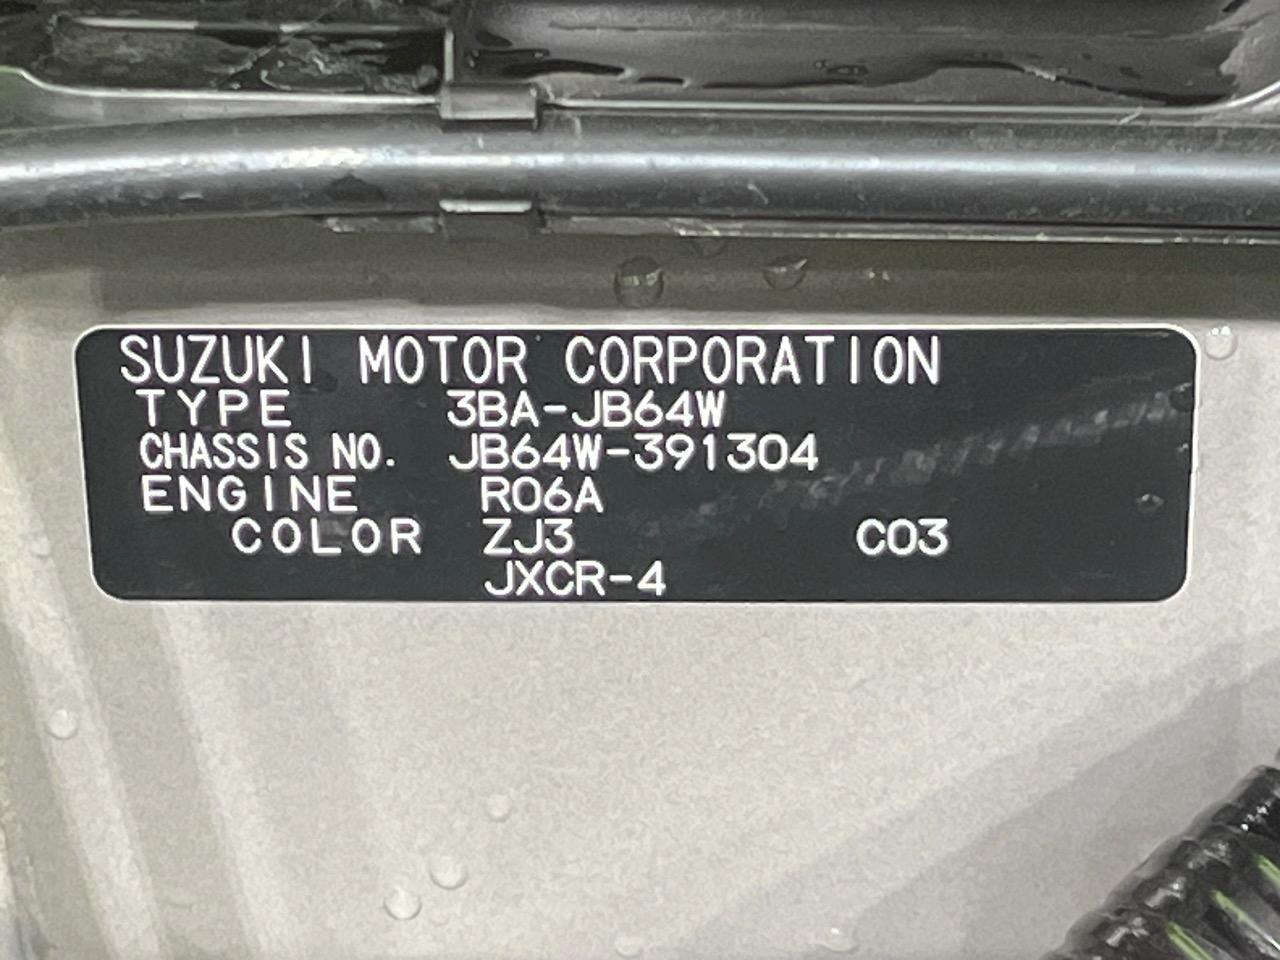 SUZUKI MOTOR CORPORATION
TYPE 3BA-JB64W
CHASSIS NO. JB64W-391304
ENGINE R06A
COLOR ZJ3 C03
JXCR-4